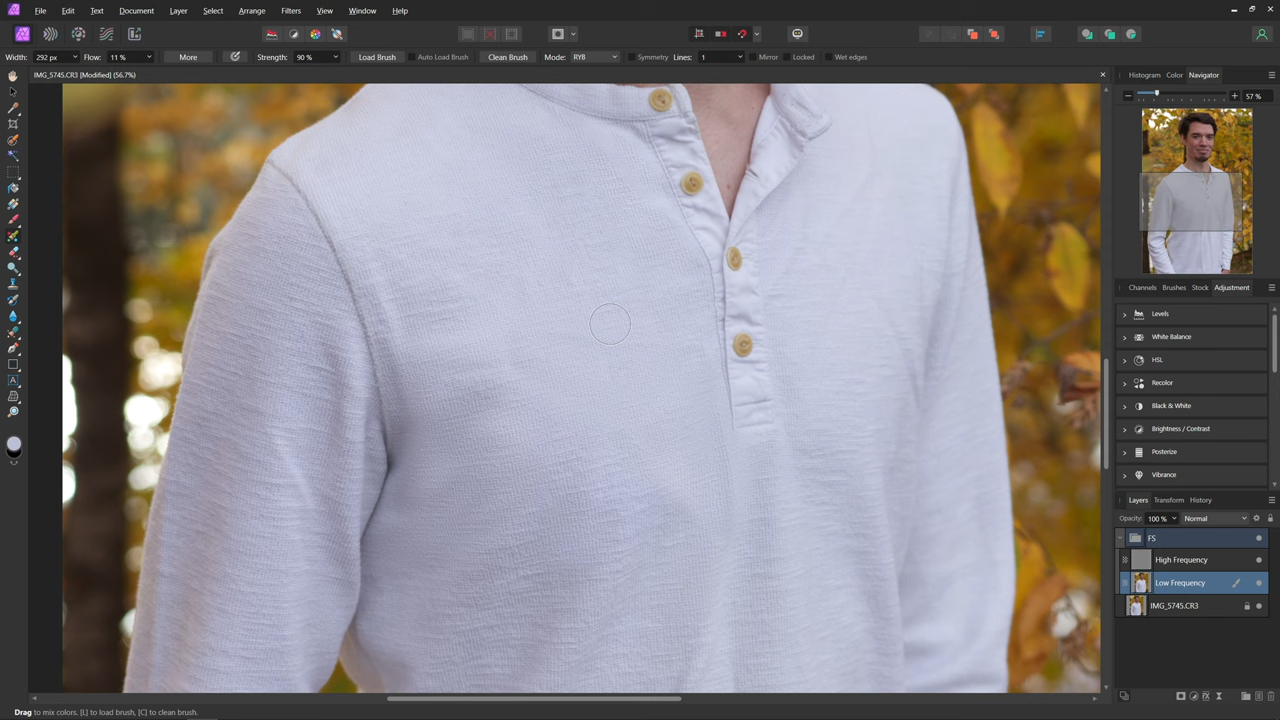 File Edit Text Document Layer Select Arrange Filters View Window Help
Width: 292 px Flow: 11 % More Strength: 90 % Load Brush Auto Load Brush Clean Brush Mode: RYB Symmetry Lines: 1 Mirror Locked Wet edges
IMG_5745.CR3 [Modified] (56.7%)
Histogram Color Navigator
57 %
Channels Brushes Stock Adjustment
Levels
White Balance
HSL
Recolor
Black & White
Brightness / Contrast
Posterize
Vibrance
Layers Transform History
Opacity: 100 % Normal
FS
High Frequency
Low Frequency
IMG_5745.CR3
Drag to mix colors. [L] to load brush, [C] to clean brush.